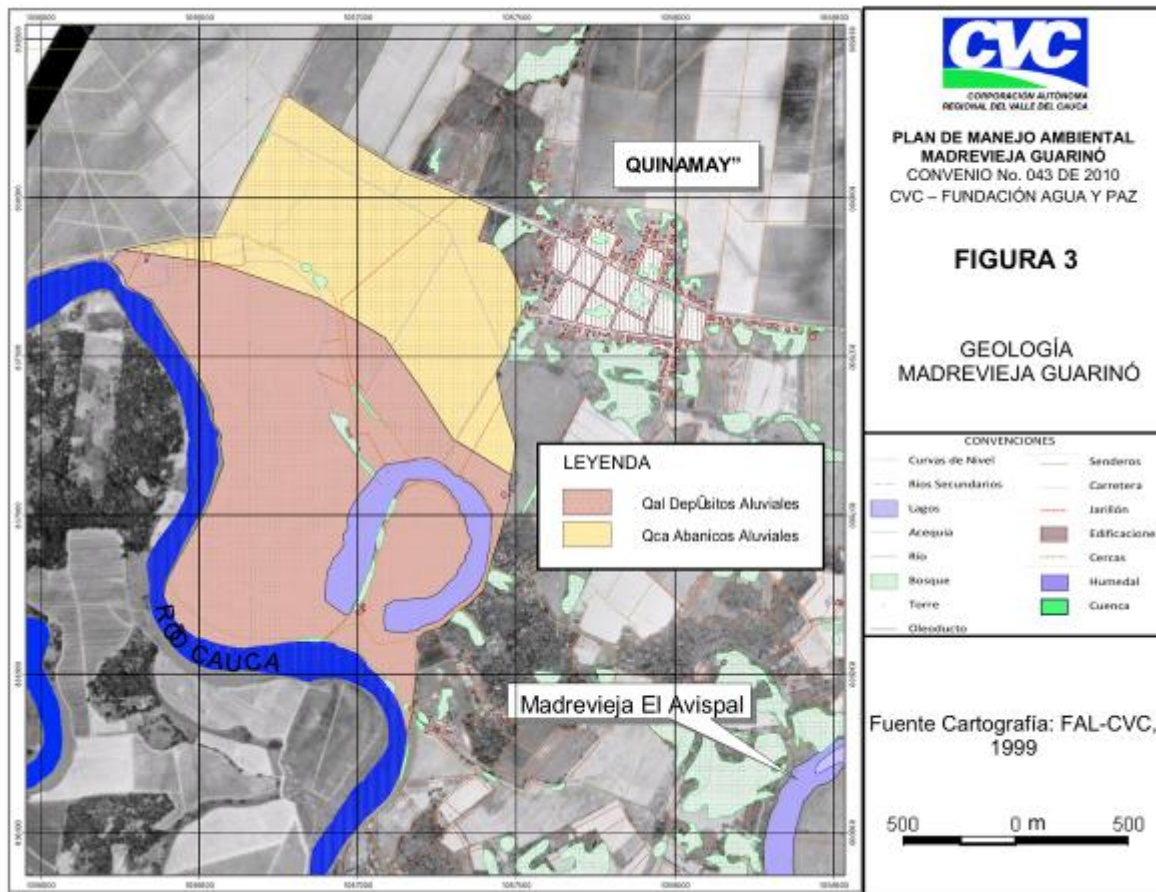 QUINAMAY”
LEYENDA
Qal DepÛsitos Aluviales
Qca Abanicos Aluviales
CAUCA
Madrevieja El Avispal
CVC
CORPORACIÓN AUTÓNOMA
REGIONAL DEL VALLE DEL CAUCA
PLAN DE MANEJO AMBIENTAL
MADREVIEJA GUARINÓ
CONVENIO No. 043 DE 2010
CVC – FUNDACIÓN AGUA Y PAZ
FIGURA 3
GEOLOGÍA
MADREVIEJA GUARINÓ
CONVENCIONES
Curvas de Nivel
Rios Secundarios
Lagos
Acequia
Rio
Bosque
Torre
Oleoducto
Senderos
Carretera
Jarillón
Edificacione
Cercas
Humedal
Cuenca
Fuente Cartografía: FAL-CVC,
1999
500 0 m 500